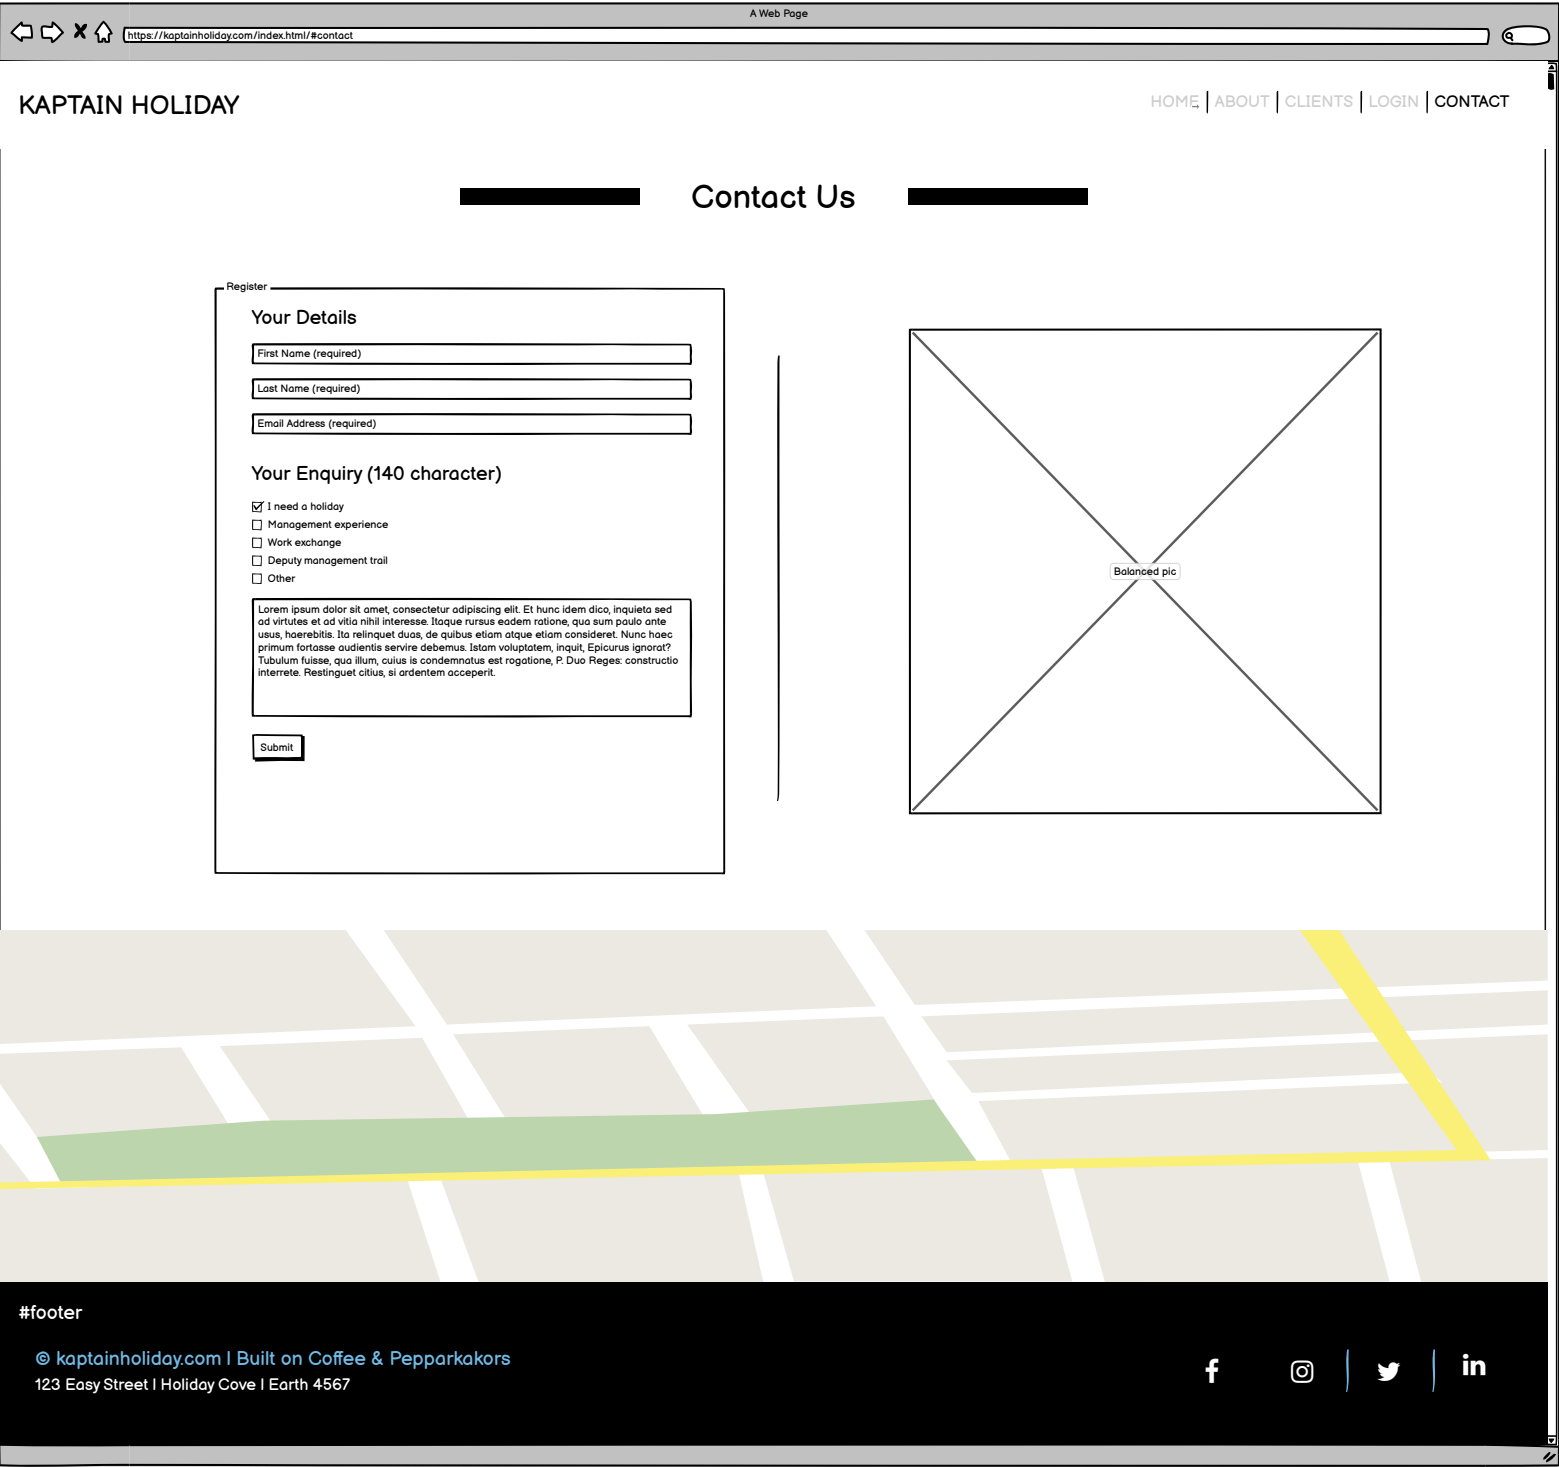 A Web Page
https://kaptainholiday.com/index.html/#contact
KAPTAIN HOLIDAY
HOME ABOUT CLIENTS LOGIN CONTACT
Contact Us
Register
Your Details
First Name (required)
Last Name (required)
Email Address (required)
Your Enquiry (140 character)
I need a holiday
Management experience
Work exchange
Deputy management trail
Other
Lorem ipsum dolor sit amet, consectetur adipiscing elit. Et hunc idem dico, inquieta sed
ad virtutes et ad vitia nihil interesse. Itaque rursus eadem ratione, qua sum paulo ante
usus, haerebitis. Ita relinquet duas, de quibus etiam atque etiam consideret. Nunc haec
primum fortasse audientis servire debemus. Istam voluptatem, inquit, Epicurus ignorat?
Tubulum fuisse, qua illum, cuius is condemnatus est rogatione, P. Duo Reges: constructio
interrete. Restinguet citius, si ardentem acceperit.
Submit
Balanced pic
#footer
© kaptainholiday.com I Built on Coffee & Pepparkakors
123 Easy Street I Holiday Cove I Earth 4567